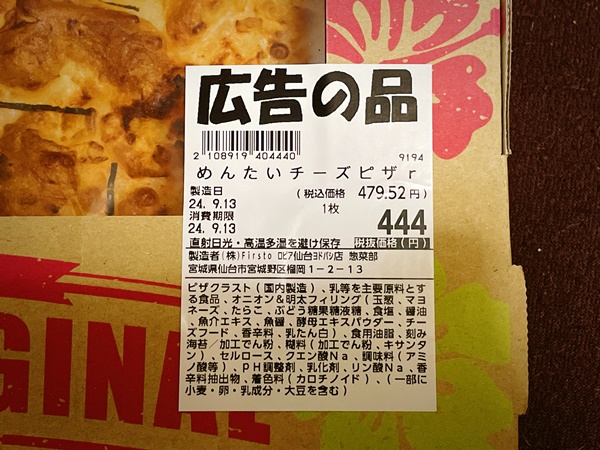 広告の品
2 108919 404440
9194
めんたいチーズピザr
製造日
(税込価格 479.52円)
24. 9.13
1枚
消費期限
24. 9.13
444
直射日光・高温多湿を避け保存
税抜価格(円)
製造者(株)Firsto ロピア仙台ヨドバシ店 惣菜部
宮城県仙台市宮城野区榴岡1-2-13
ピザクラスト(国内製造)、乳等を主要原料とす
る食品、オニオン&明太フィリング(玉葱、マヨ
ネーズ、たらこ、ぶどう糖果糖液糖、食塩、醤油
、魚介エキス、魚醤、酵母エキスパウダー、チー
ズフード、香辛料、乳たん白)、食用油脂、刻み
海苔/加工でん粉、糊料(加工でん粉、キサンタ
ン)、セルロース、クエン酸Na、調味料(アミ
ノ酸等)、pH調整剤、乳化剤、リン酸Na、香
辛料抽出物、着色料(カロチノイド)、(一部に
小麦・卵・乳成分・大豆を含む)
GINAL